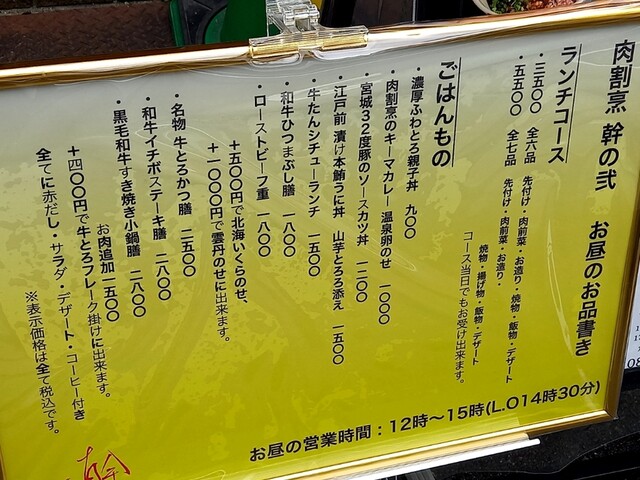 肉割烹 幹の弐 お昼のお品書き
ランチコース
・三五〇〇 全六品 先付け・肉前菜・お造り・焼物・飯物・デザート
・五五〇〇 全七品 先付け・肉前菜・お造り・
焼物・揚げ物・飯物・デザート
コース当日でもお受け出来ます。
ごはんもの
・濃厚ふわとろ親子丼 九〇〇
・肉割烹のキーマカレー 温泉卵のせ 一〇〇〇
・宮城32度豚のソースカツ丼 一二〇〇
・江戸前 漬け本鮪うに丼 山芋とろろ添え 一五〇〇
・牛たんシチューランチ 一五〇〇
・和牛ひつまぶし膳 一八〇〇
・ローストビーフ重 一八〇〇
+五〇〇円で北海いくらのせ、
+一〇〇〇円で雲丹のせに出来ます。
・名物 牛とろかつ膳 二五〇〇
・和牛イチボステーキ膳 二八〇〇
・黒毛和牛すき焼き小鍋膳 二八〇〇
お肉追加一五〇〇
+四〇〇円で牛とろフレーク掛けに出来ます。
全てに赤だし・サラダ・デザート・コーヒー付き
※表示価格は全て税込です。
お昼の営業時間：12時〜15時(L.O14時30分)
幹